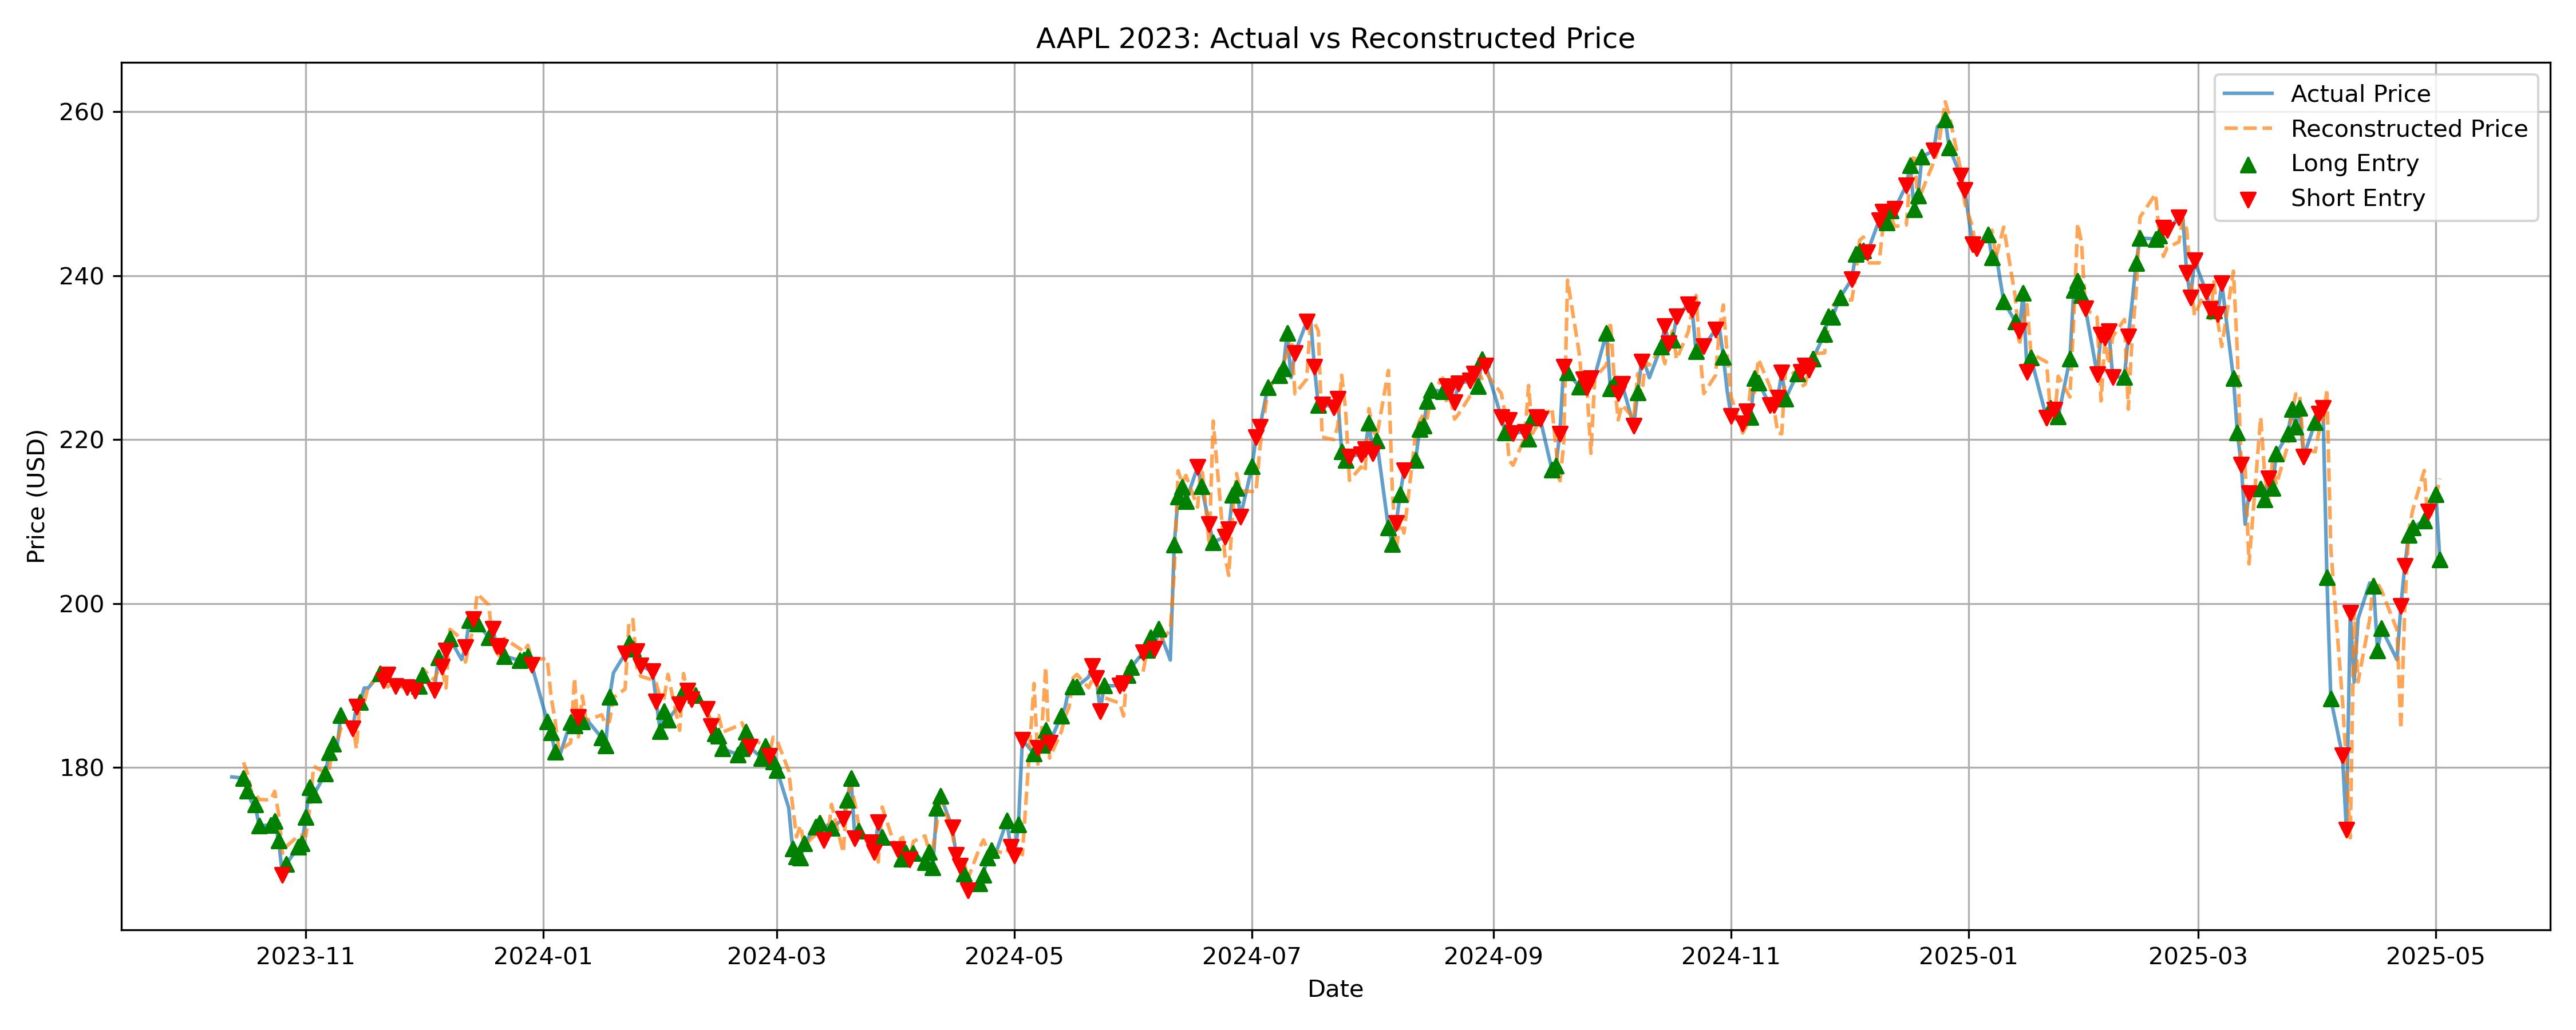 AAPL 2023: Actual vs Reconstructed Price
Actual Price
Reconstructed Price
Long Entry
Short Entry
Price (USD)
260
240
220
200
180
2023-11
2024-01
2024-03
2024-05
2024-07
2024-09
2024-11
2025-01
2025-03
2025-05
Date